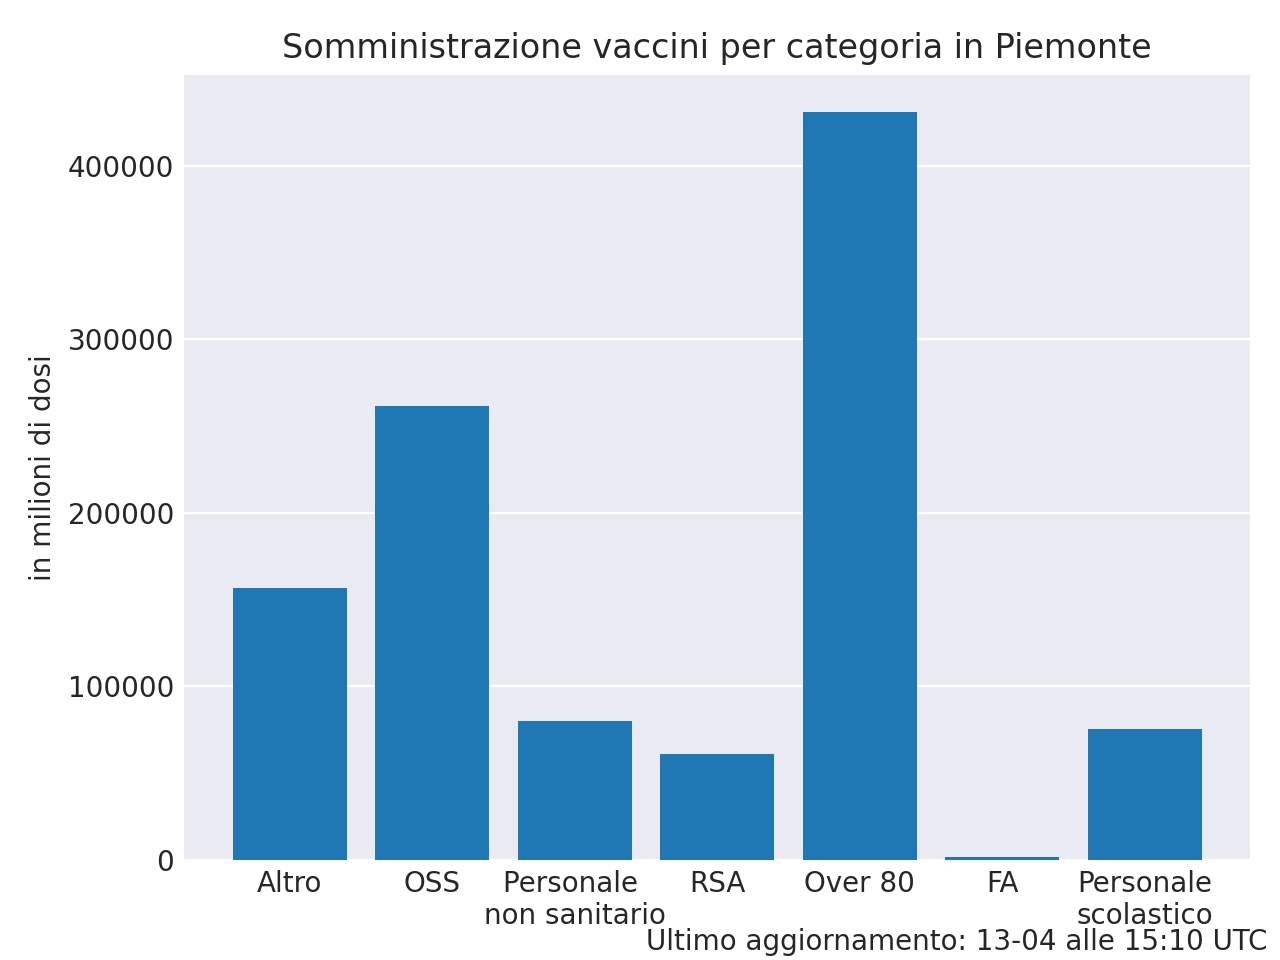 Somministrazione vaccini per categoria in Piemonte
in milioni di dosi
400000
300000
200000
100000
0
Altro
OSS
Personale
non sanitario
RSA
Over 80
FA
Personale
scolastico
Ultimo aggiornamento: 13-04 alle 15:10 UTC